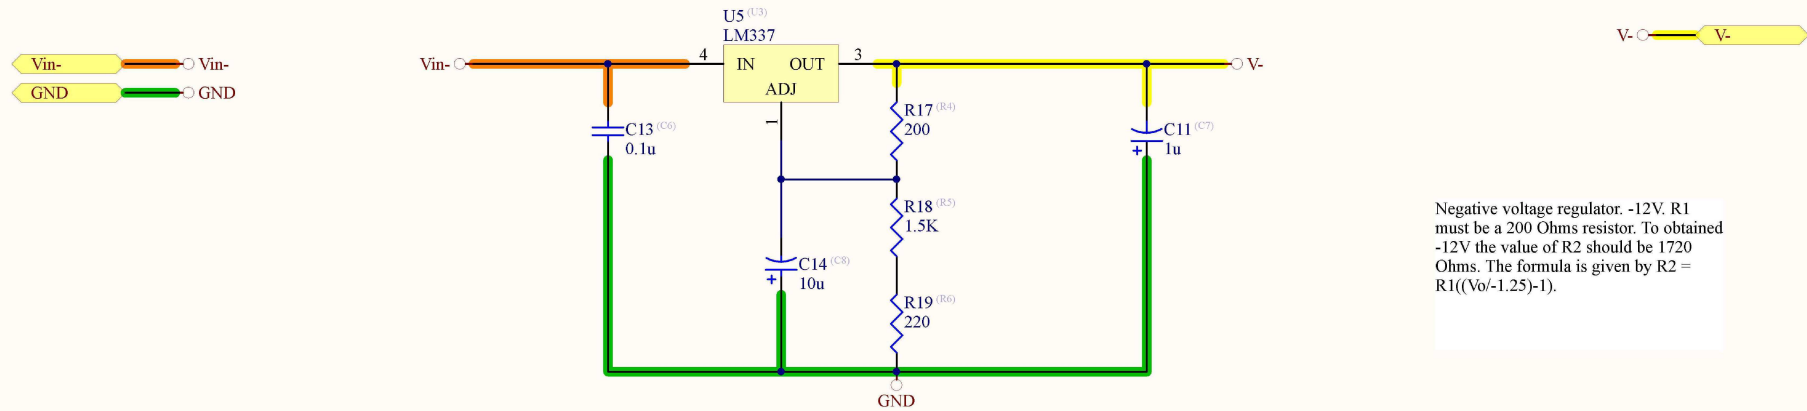 U5 (U3)
LM337
Vin-
Vin-
GND
GND
Vin-
4
IN
OUT
ADJ
3
1
V-
V-
V-
C13 (C6)
0.1u
R17 (R4)
200
C11 (C7)
+
1u
R18 (R5)
1.5K
C14 (C8)
+
10u
R19 (R6)
220
GND
Negative voltage regulator. -12V. R1
must be a 200 Ohms resistor. To obtained
-12V the value of R2 should be 1720
Ohms. The formula is given by R2 =
R1((Vo/-1.25)-1).